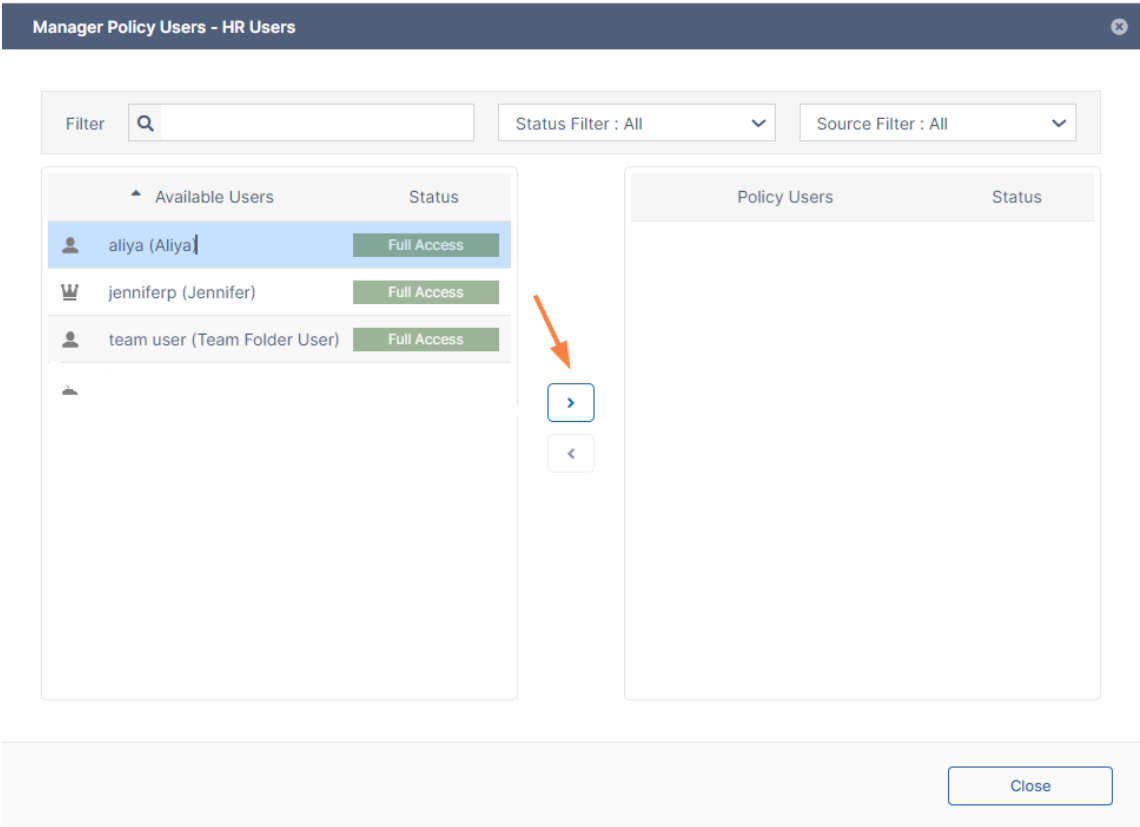 Manager Policy Users - HR Users
Filter Status Filter : All Source Filter : All
Available Users Status Policy Users Status
aliya (Aliya) Full Access
jenniferp (Jennifer) Full Access
team user (Team Folder User) Full Access
Close